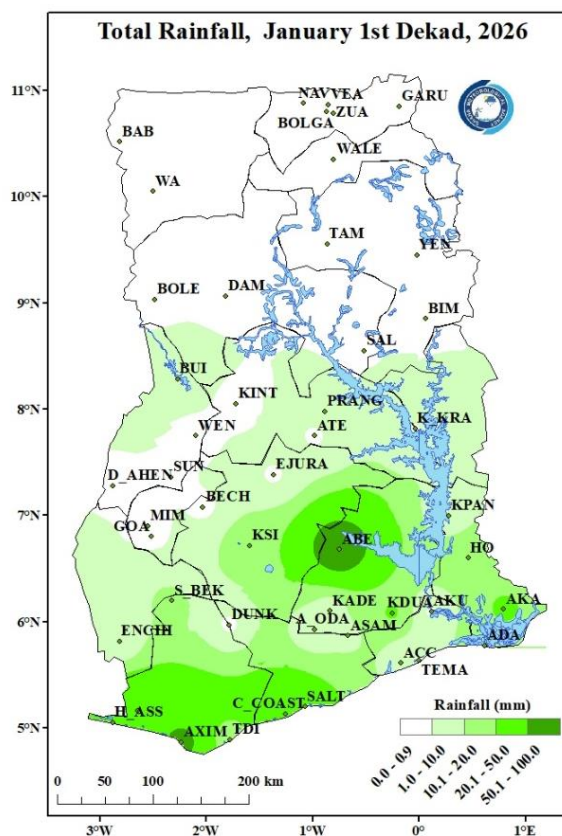 Total Rainfall, January 1st Dekad, 2026
11°N
10°N
9°N
8°N
7°N
6°N
5°N
NAVVEA
GARU
ZUA
BOLGA
BAB
WALE
WA
TAM
YEN
BOLE
DAM
BIM
SAL
BUI
KINT
PRANG
WEN
ATE
K_KRA
SUN
EJURA
D_AHEN
BECH
MIM
GOA
KPAN
KSI
ABE
HO
S_BEK
KADE
KDUA
AKU
AKA
DUNK
A_ODA
ASAM
ENCHI
ADA
ACC
TEMA
SALT
C_COAST
H_ASS
AXIM
TDI
Rainfall (mm)
0.0 - 0.9
1.0 - 10.0
10.1 - 20.0
20.1 - 50.0
50.1 - 100.0
0 50 100 200 km
3°W 2°W 1°W 0° 1°E